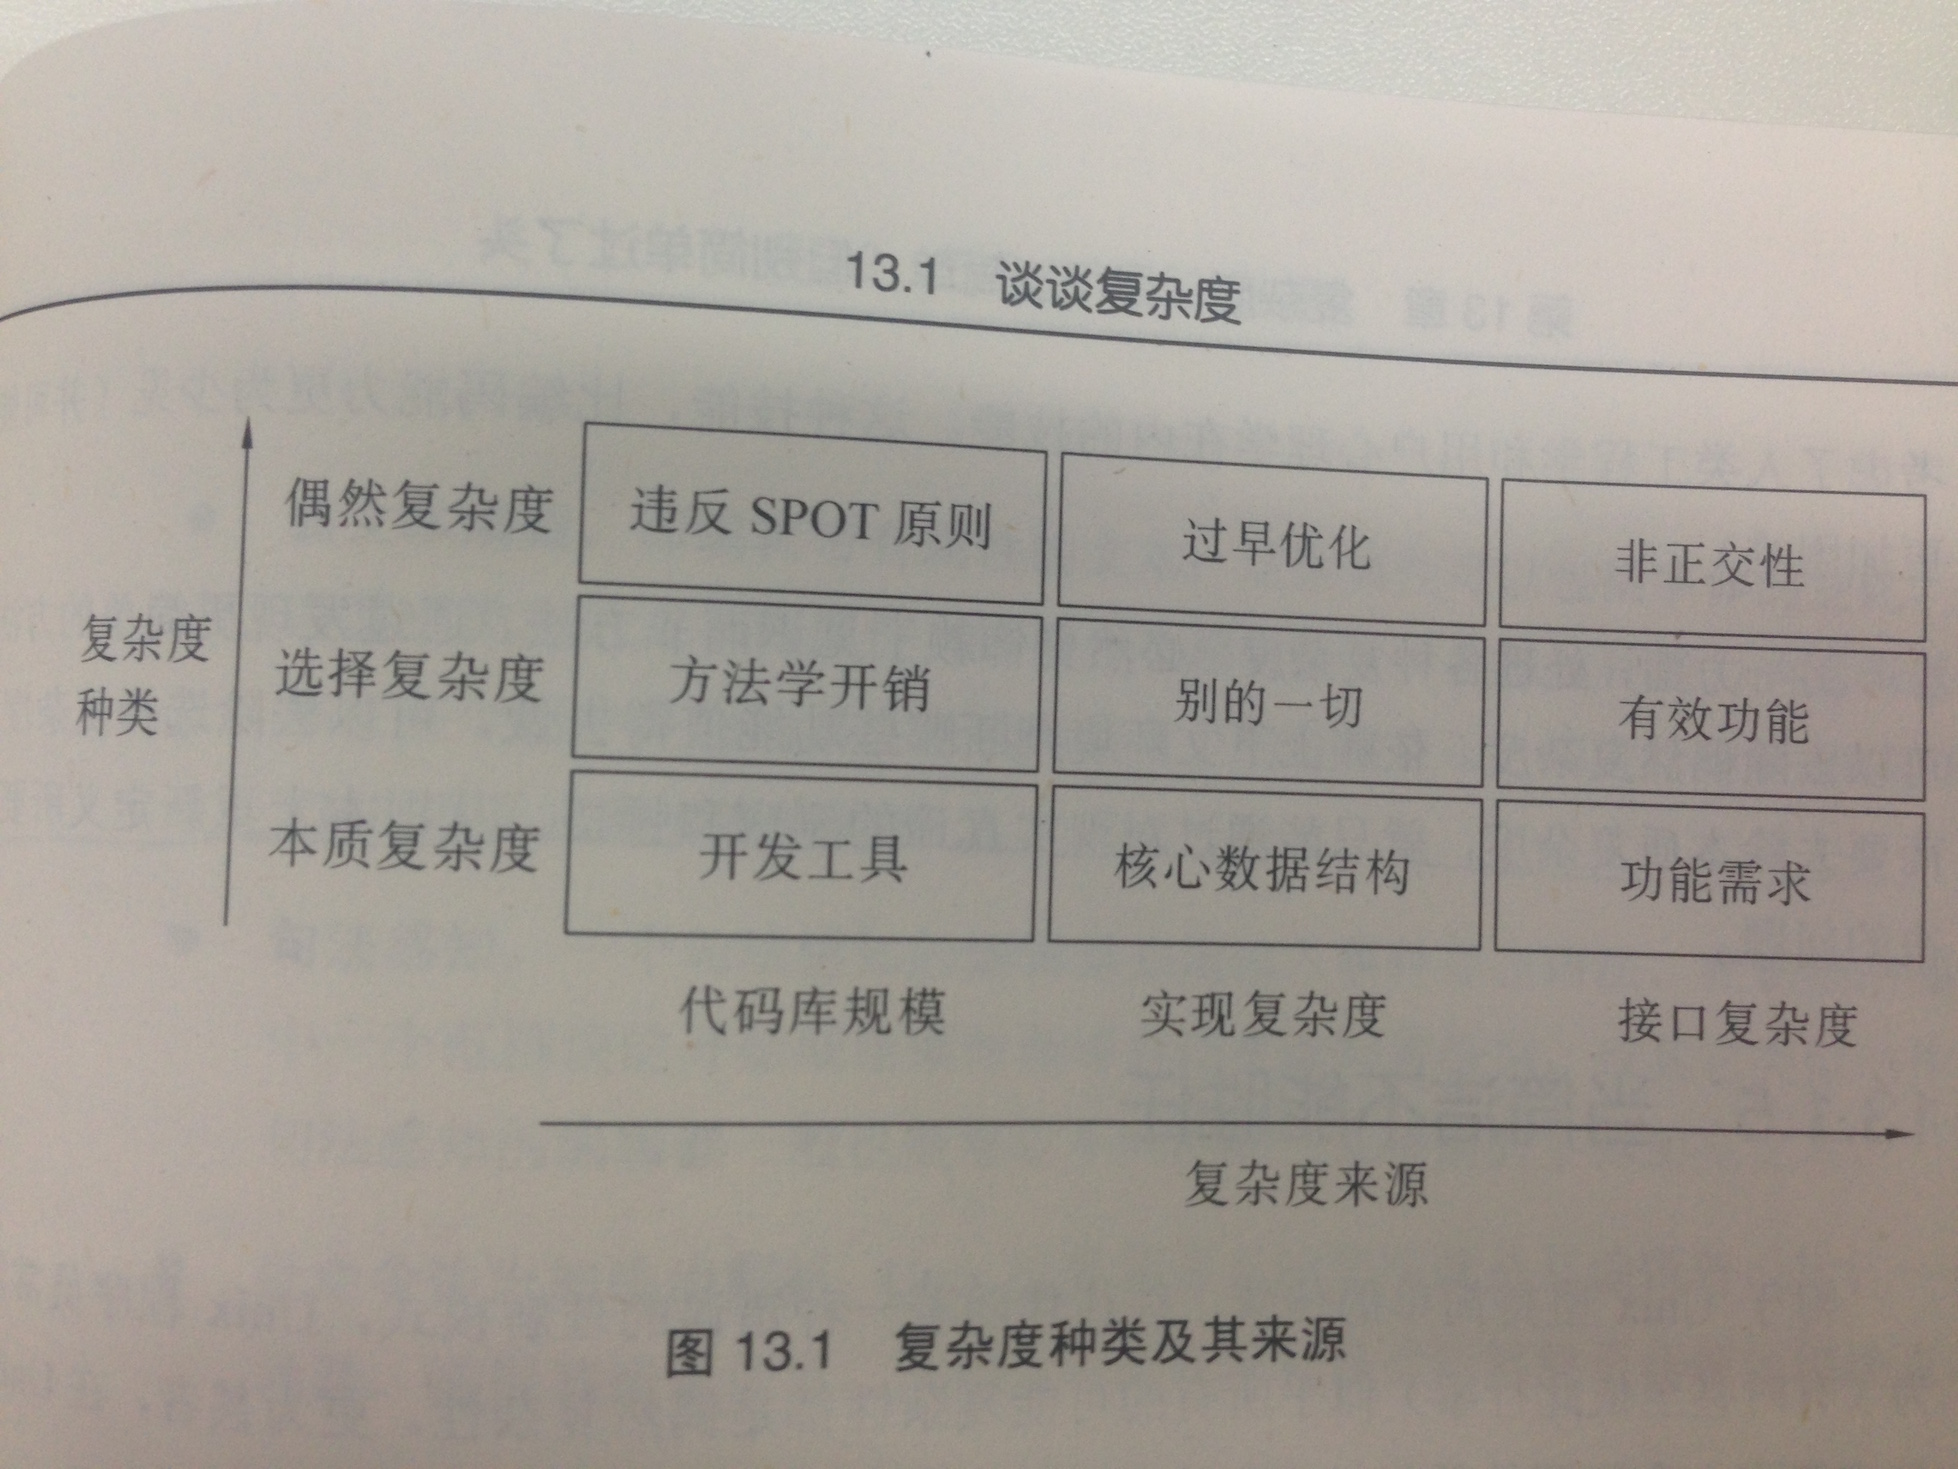 13.1 谈谈复杂度
偶然复杂度 违反 SPOT 原则 过早优化 非正交性
复杂度
种类
选择复杂度 方法学开销 别的一切 有效功能
本质复杂度 开发工具 核心数据结构 功能需求
代码库规模 实现复杂度 接口复杂度
复杂度来源
图 13.1 复杂度种类及其来源